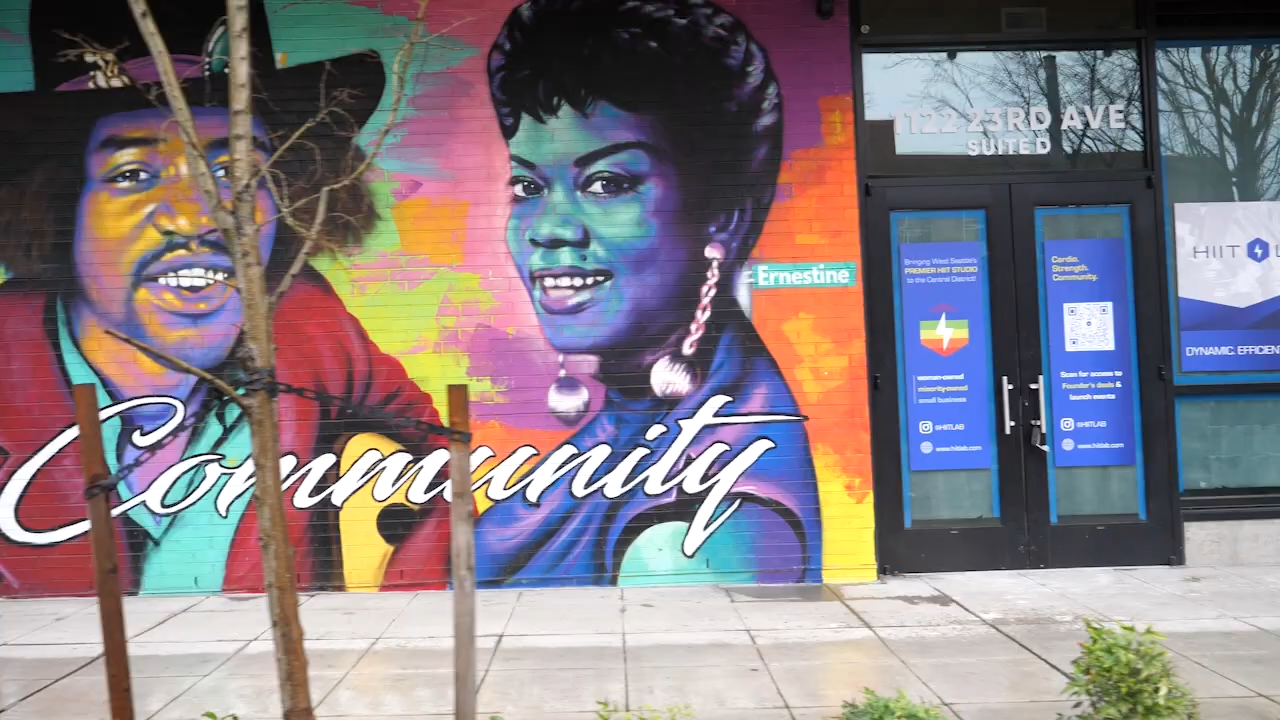 Community
Ernestine
1122 23RD AVE
SUITE D
Bringing West Seattle's
PREMIER HIIT STUDIO
to the Central District!
woman-owned
minority-owned
small business
@HIITLAB
www.hiitlab.com
Cardio.
Strength.
Community.
Scan for access to
Founder's deals &
launch events
@HIITLAB
www.hiitlab.com
HIIT L
DYNAMIC. EFFICIEN